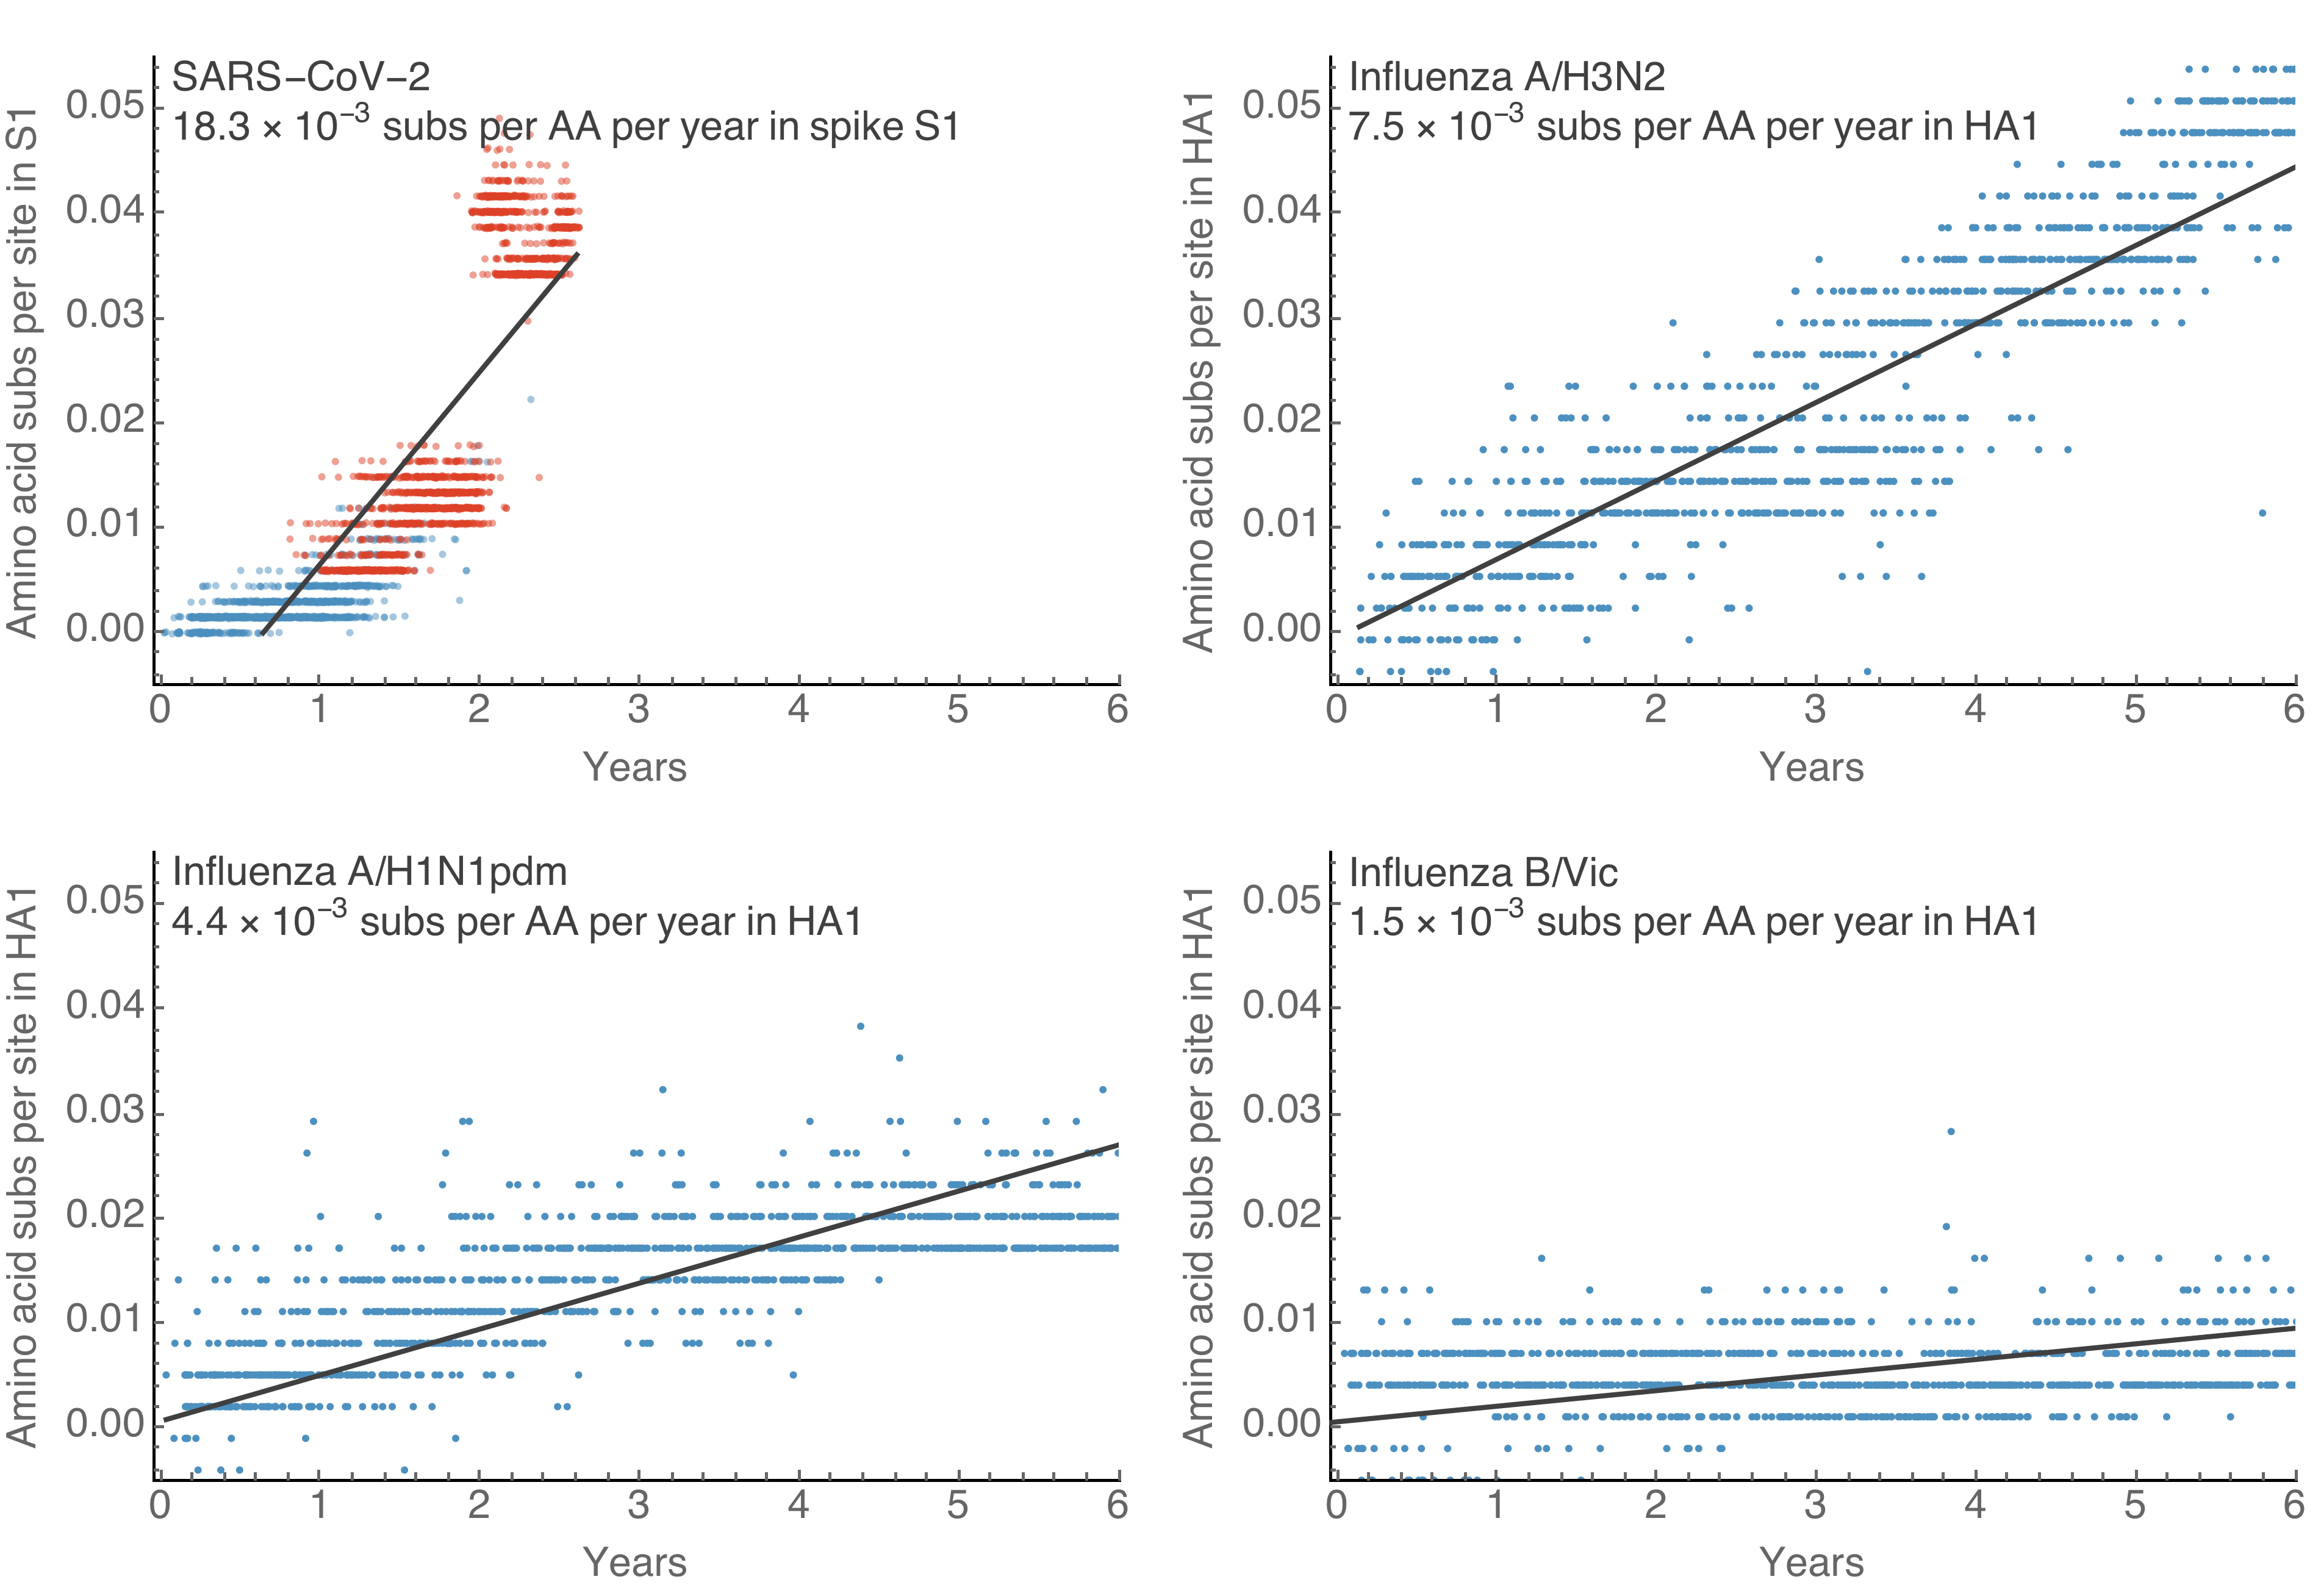 SARS−CoV−2
18.3 × 10−3 subs per AA per year in spike S1
Amino acid subs per site in S1
0.05
0.04
0.03
0.02
0.01
0.00
0 1 2 3 4 5 6
Years
Influenza A/H3N2
7.5 × 10−3 subs per AA per year in HA1
Amino acid subs per site in HA1
0.05
0.04
0.03
0.02
0.01
0.00
0 1 2 3 4 5 6
Years
Influenza A/H1N1pdm
4.4 × 10−3 subs per AA per year in HA1
Amino acid subs per site in HA1
0.05
0.04
0.03
0.02
0.01
0.00
0 1 2 3 4 5 6
Years
Influenza B/Vic
1.5 × 10−3 subs per AA per year in HA1
Amino acid subs per site in HA1
0.05
0.04
0.03
0.02
0.01
0.00
0 1 2 3 4 5 6
Years